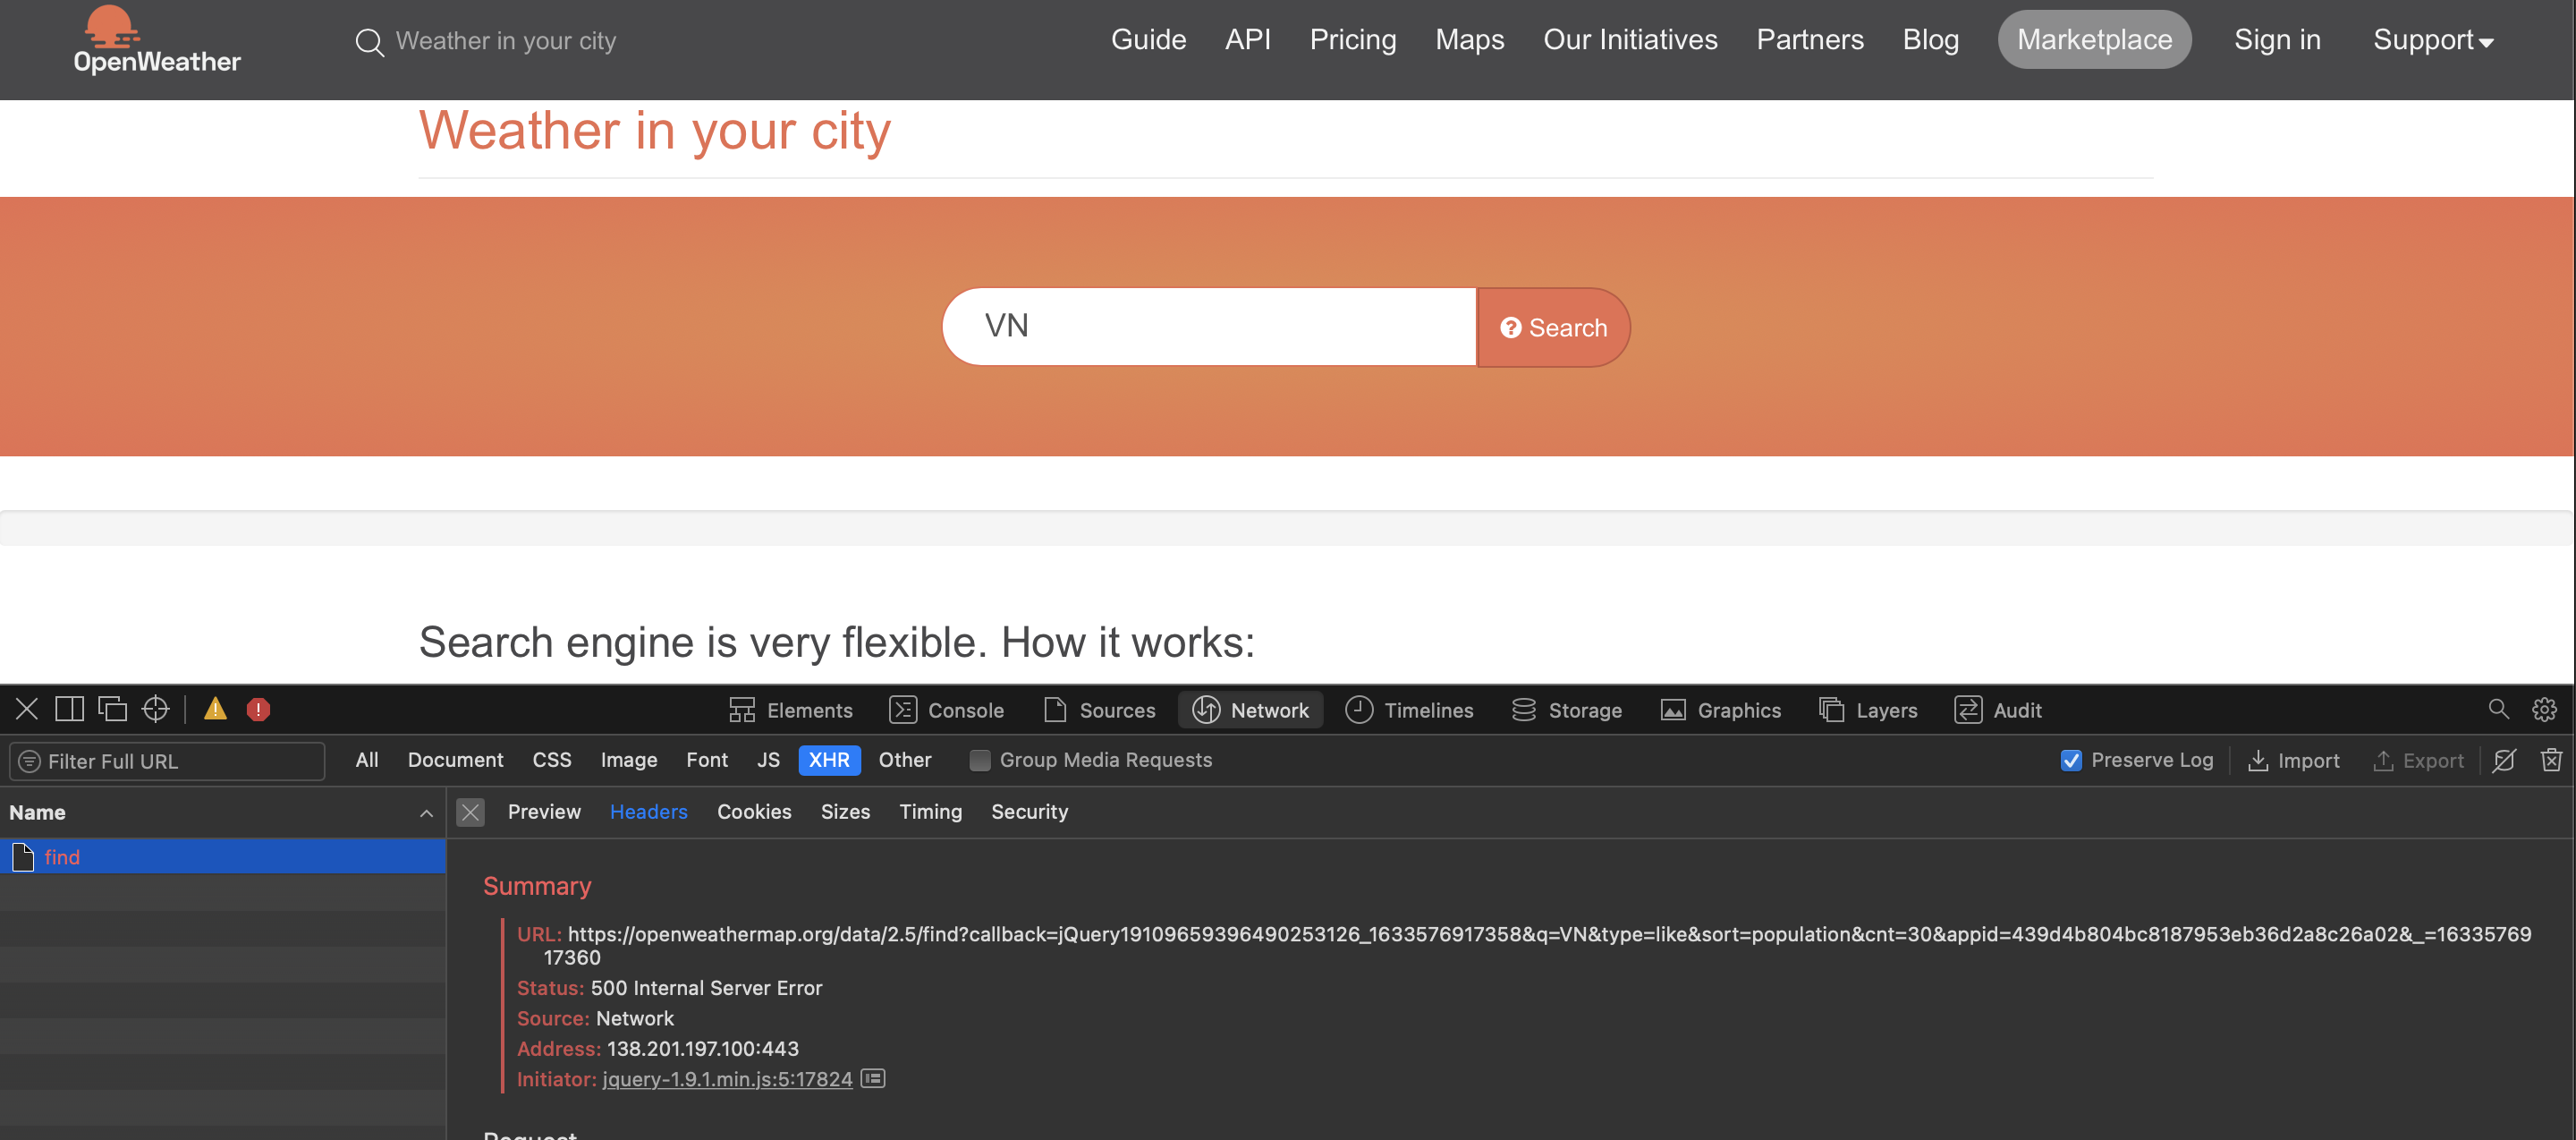 OpenWeather
Weather in your city
Guide API Pricing Maps Our Initiatives Partners Blog Marketplace Sign in Support
Weather in your city
VN
Search
Search engine is very flexible. How it works:
Elements Console Sources Network Timelines Storage Graphics Layers Audit
Filter Full URL
All Document CSS Image Font JS XHR Other Group Media Requests
Preserve Log Import Export
Name
Preview Headers Cookies Sizes Timing Security
find
Summary
URL: https://openweathermap.org/data/2.5/find?callback=jQuery19109659396490253126_1633576917358&q=VN&type=like&sort=population&cnt=30&appid=439d4b804bc8187953eb36d2a8c26a02&_=16335769
17360
Status: 500 Internal Server Error
Source: Network
Address: 138.201.197.100:443
Initiator: jquery-1.9.1.min.js:5:17824
Request